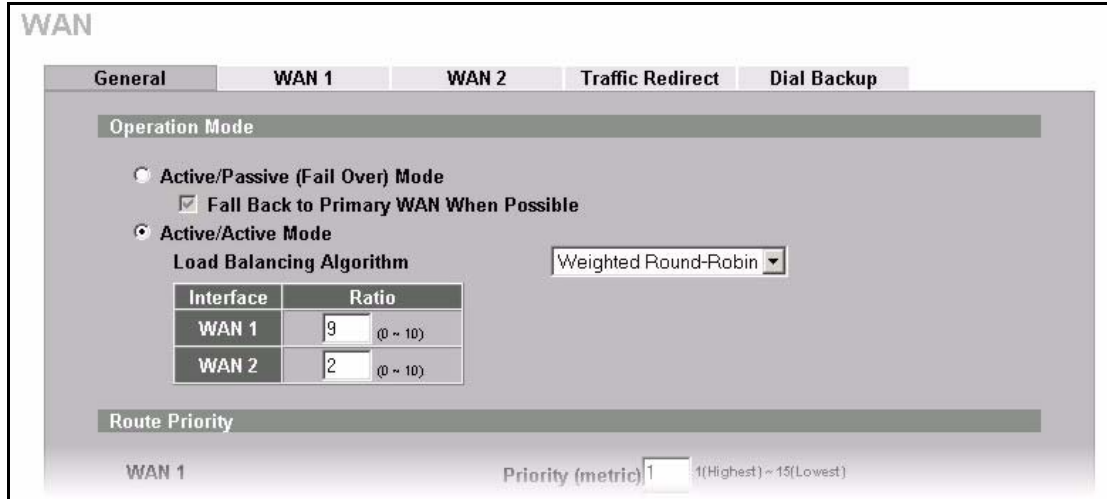 WAN
General WAN 1 WAN 2 Traffic Redirect Dial Backup
Operation Mode
Active/Passive (Fail Over) Mode
Fall Back to Primary WAN When Possible
Active/Active Mode
Load Balancing Algorithm Weighted Round-Robin
Interface Ratio
WAN 1 9 (0 ~ 10)
WAN 2 2 (0 ~ 10)
Route Priority
WAN 1 Priority (metric) 1 1(Highest) ~ 15(Lowest)